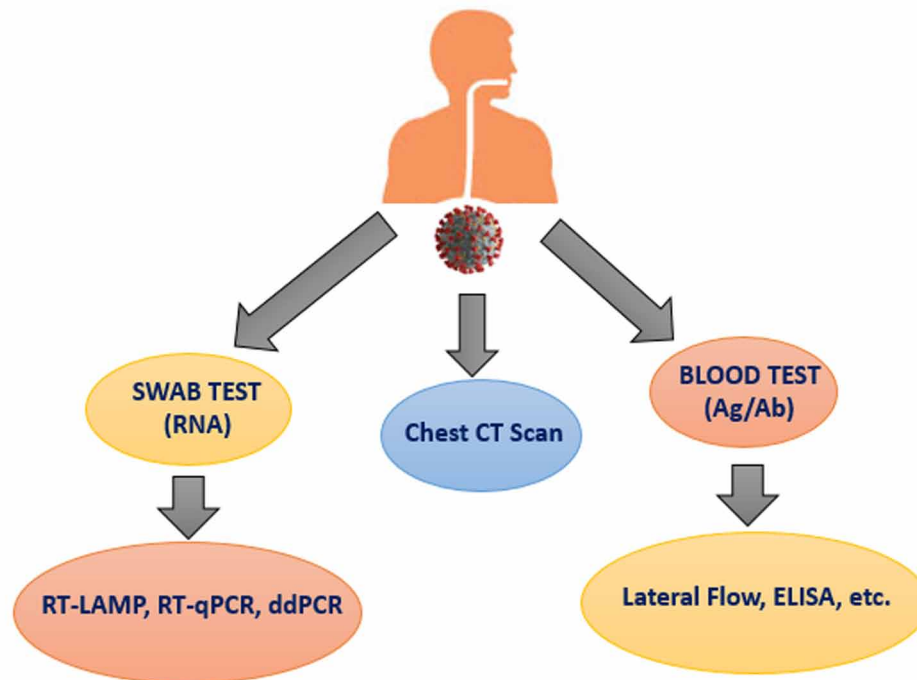 SWAB TEST
(RNA)
Chest CT Scan
BLOOD TEST
(Ag/Ab)
RT-LAMP, RT-qPCR, ddPCR
Lateral Flow, ELISA, etc.